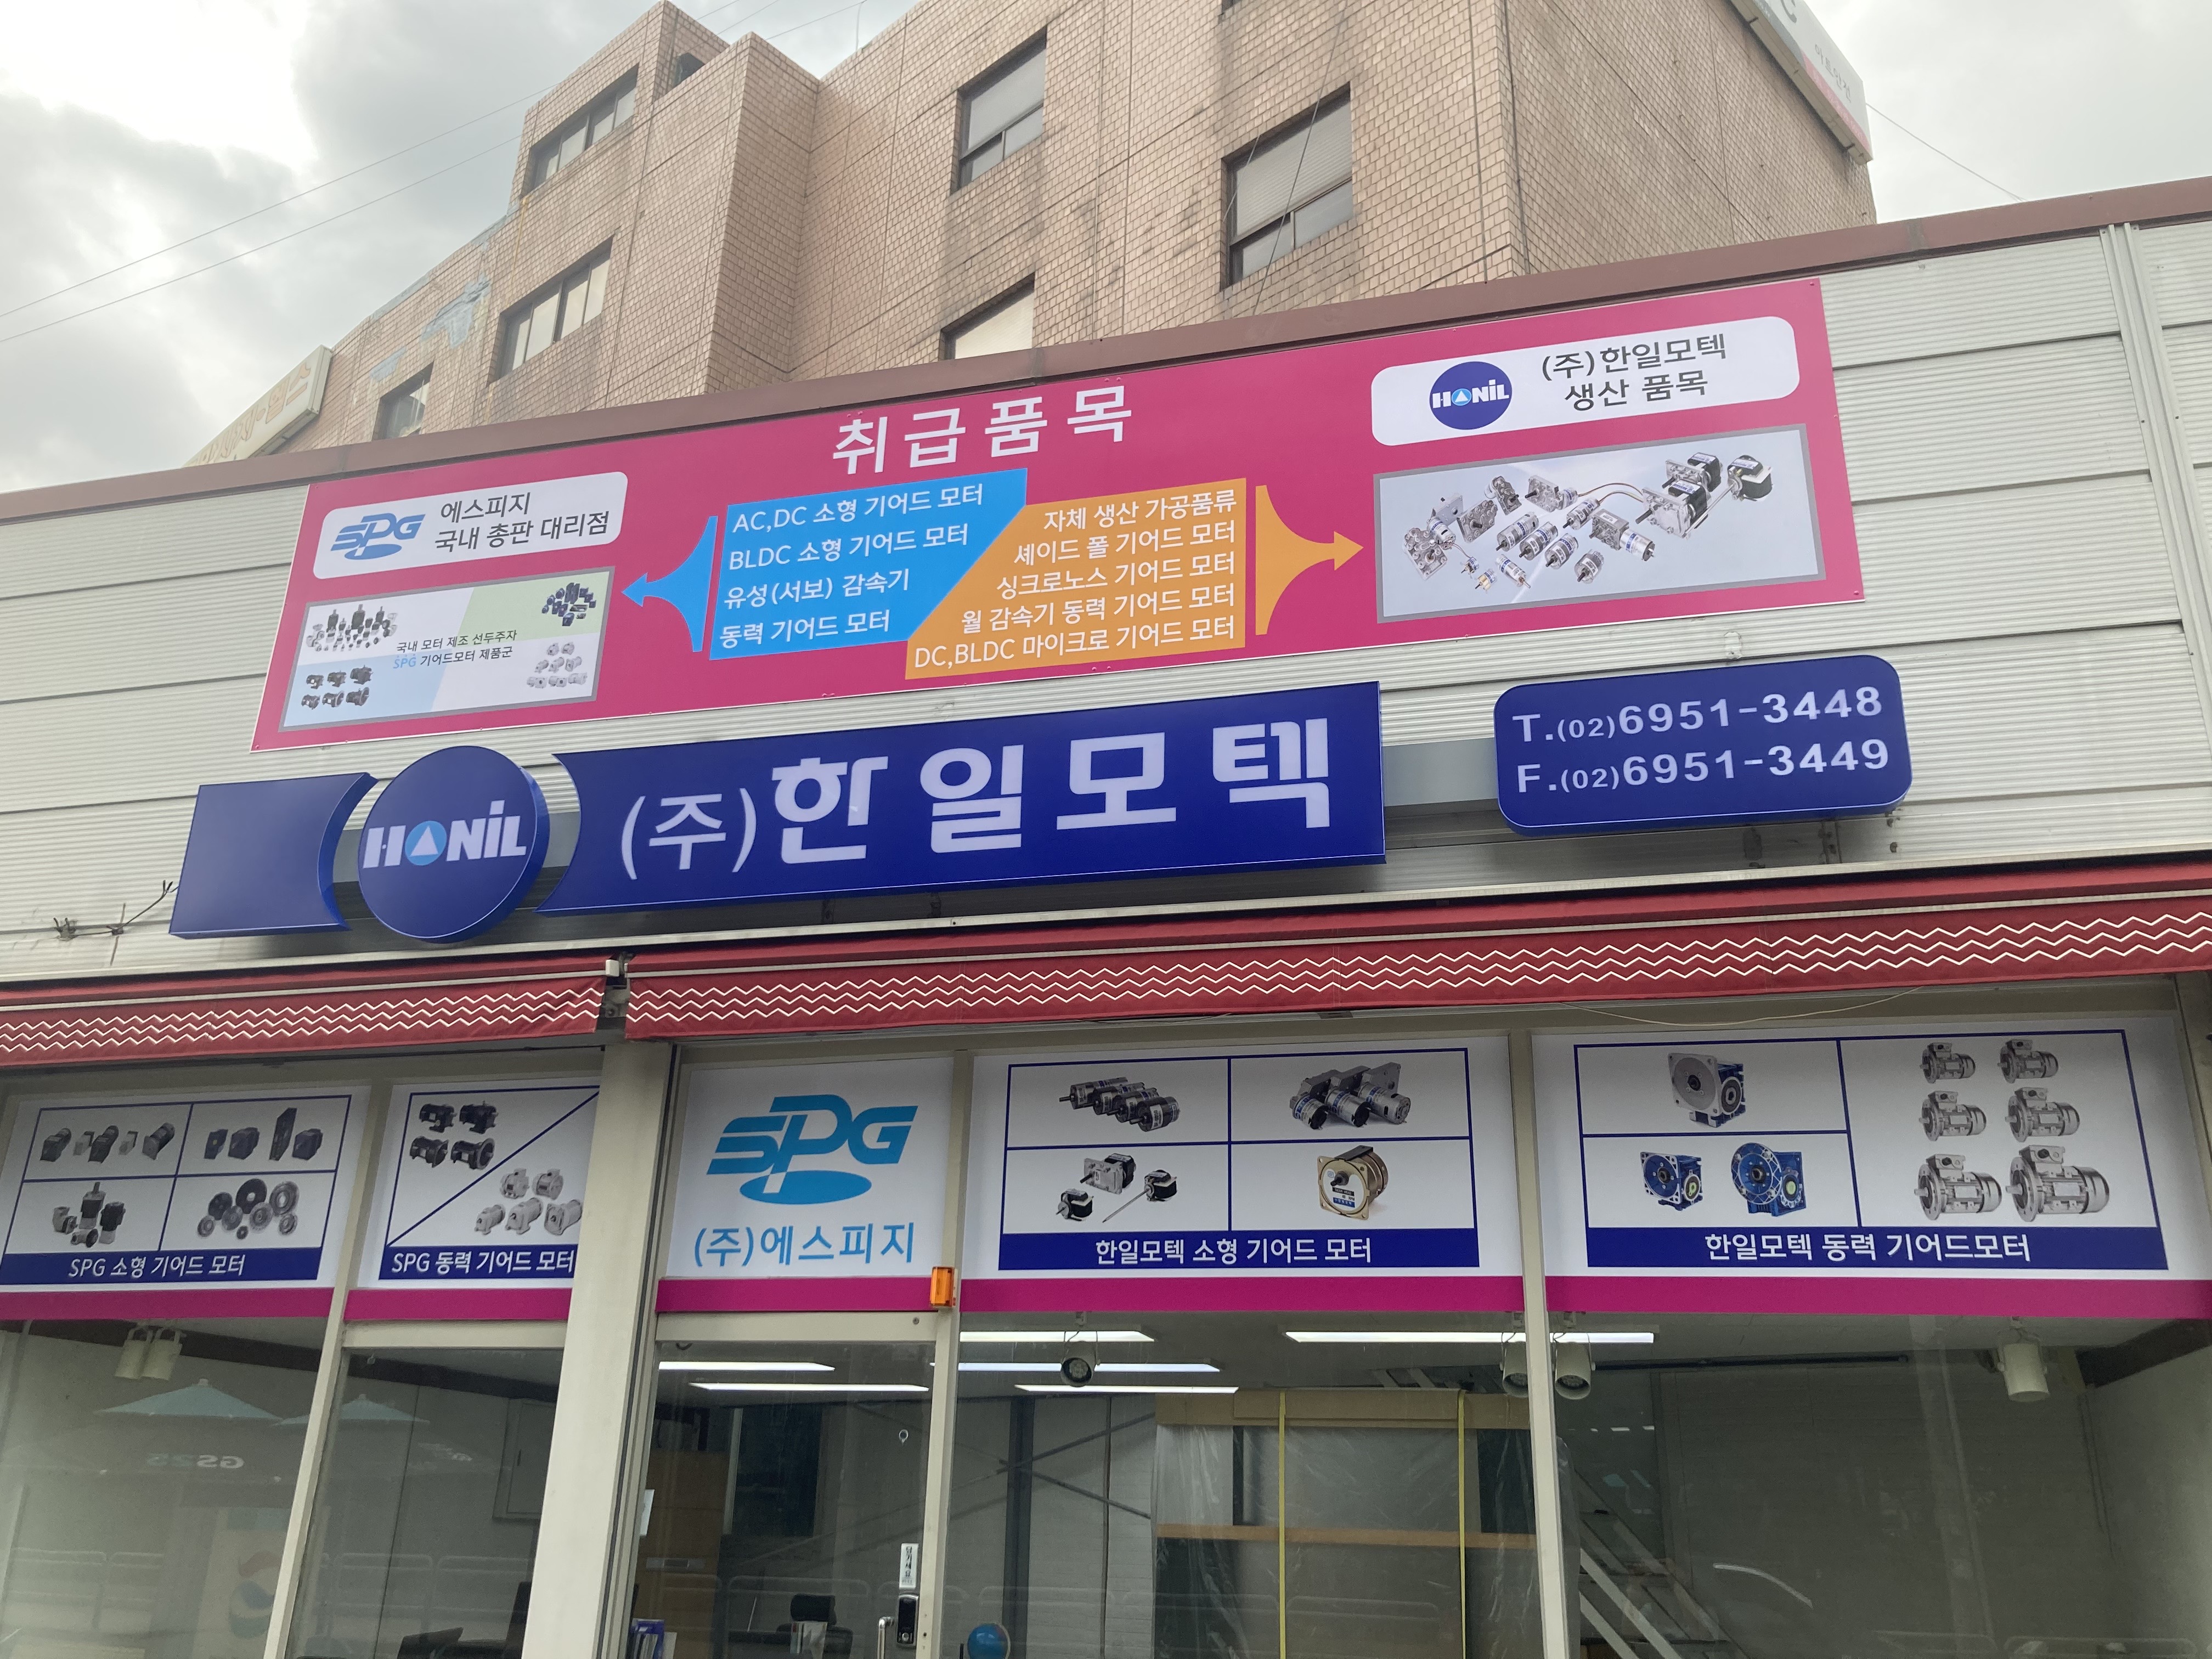 취급품목
SPG
에스피지
국내 총판 대리점
국내 모터 제조 선두주자
SPG 기어드모터 제품군
AC,DC 소형 기어드 모터
BLDC 소형 기어드 모터
유성(서보) 감속기
동력 기어드 모터
자체 생산 가공품류
셰이드 폴 기어드 모터
싱크로노스 기어드 모터
웜 감속기 동력 기어드 모터
DC,BLDC 마이크로 기어드 모터
HANIL
(주)한일모텍
생산 품목
HANIL
(주)한일모텍
T.(02)6951-3448
F.(02)6951-3449
SPG 소형 기어드 모터
SPG 동력 기어드 모터
SPG
(주)에스피지
한일모텍 소형 기어드 모터
한일모텍 동력 기어드모터
GS25